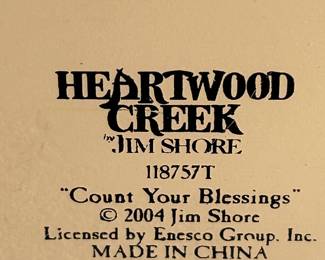 HEARTWOOD
CREEK
by JIM SHORE
118757T
"Count Your Blessings"
© 2004 Jim Shore
Licensed by Enesco Group, Inc.
MADE IN CHINA